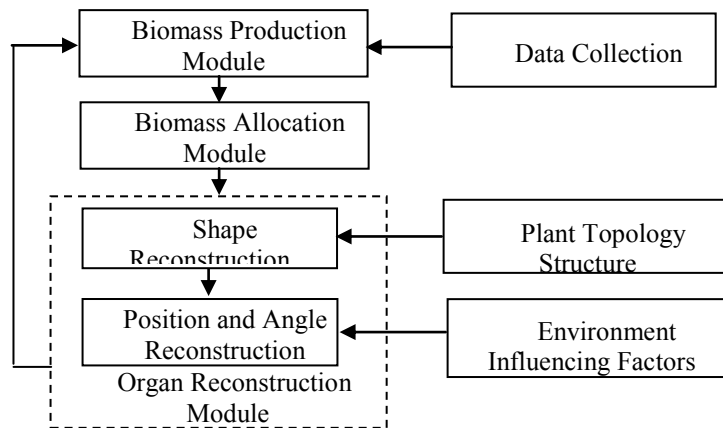 Biomass Production
Module
Data Collection
Biomass Allocation
Module
Shape
Reconstruction
Plant Topology
Structure
Position and Angle
Reconstruction
Environment
Influencing Factors
Organ Reconstruction
Module